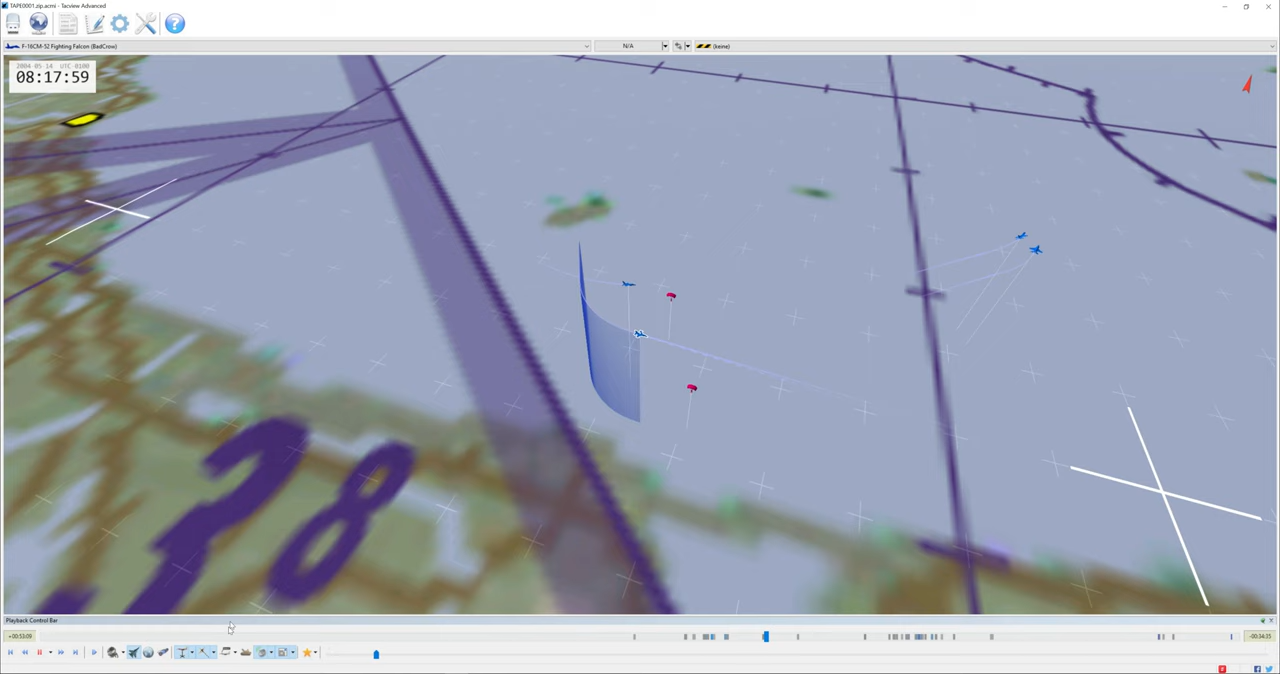 TAPE0001.zip.acmi - Tacview Advanced
F-16CM-52 Fighting Falcon (BadCrow)
N/A
(keine)
2004-05-14 UTC-0100
08:17:59
28
Playback Control Bar
+00:53:09
-00:34:35